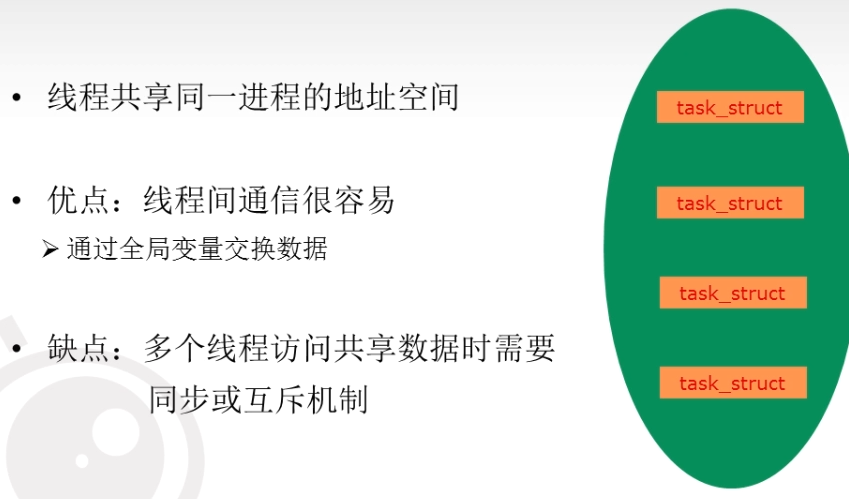 • 线程共享同一进程的地址空间
• 优点：线程间通信很容易
➢ 通过全局变量交换数据
• 缺点：多个线程访问共享数据时需要
同步或互斥机制
task_struct
task_struct
task_struct
task_struct